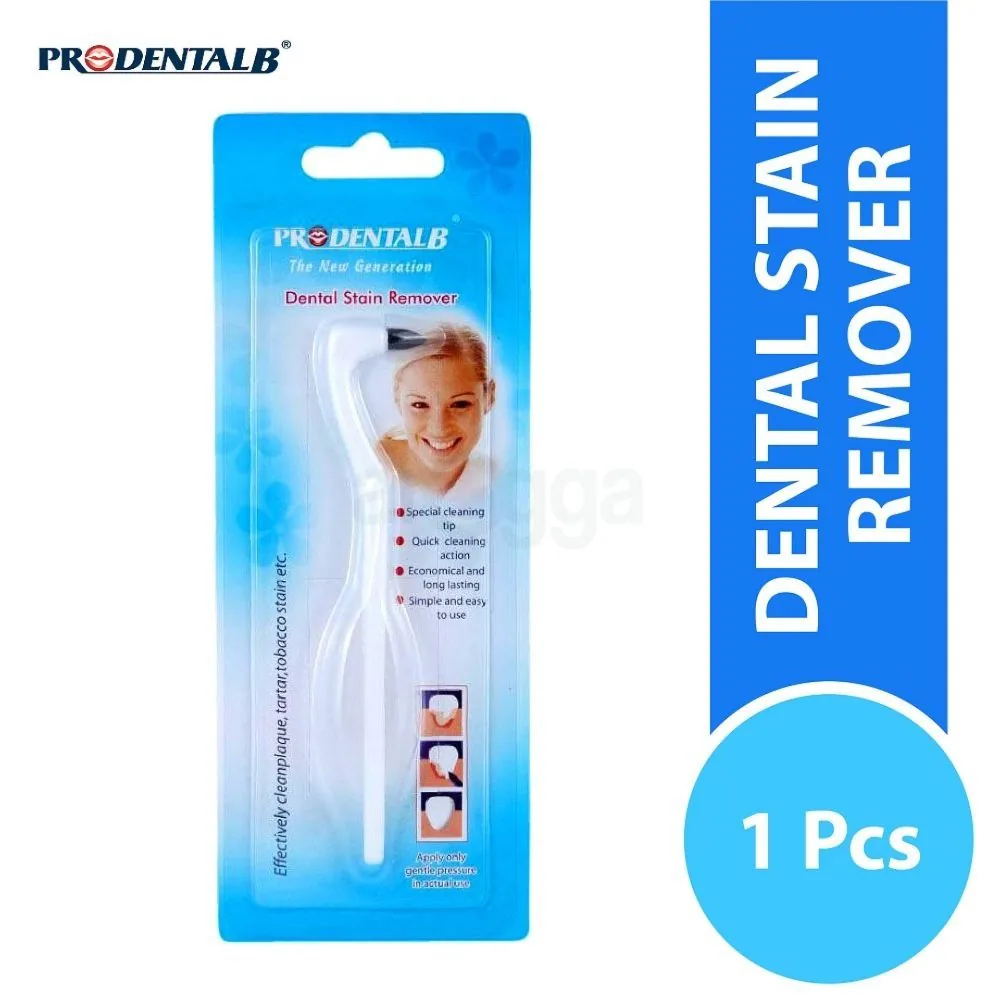 PRODENTALB®
PRODENTALB®
The New Generation
Dental Stain Remover
Special cleaning
tip
Quick cleaning
action
Economical and
long lasting
Simple and easy
to use
Effectively cleanplaque, tartar,tobacco stain etc.
Apply only
gentle pressure
in actual use
arogga
DENTAL STAIN
REMOVER
1 Pcs